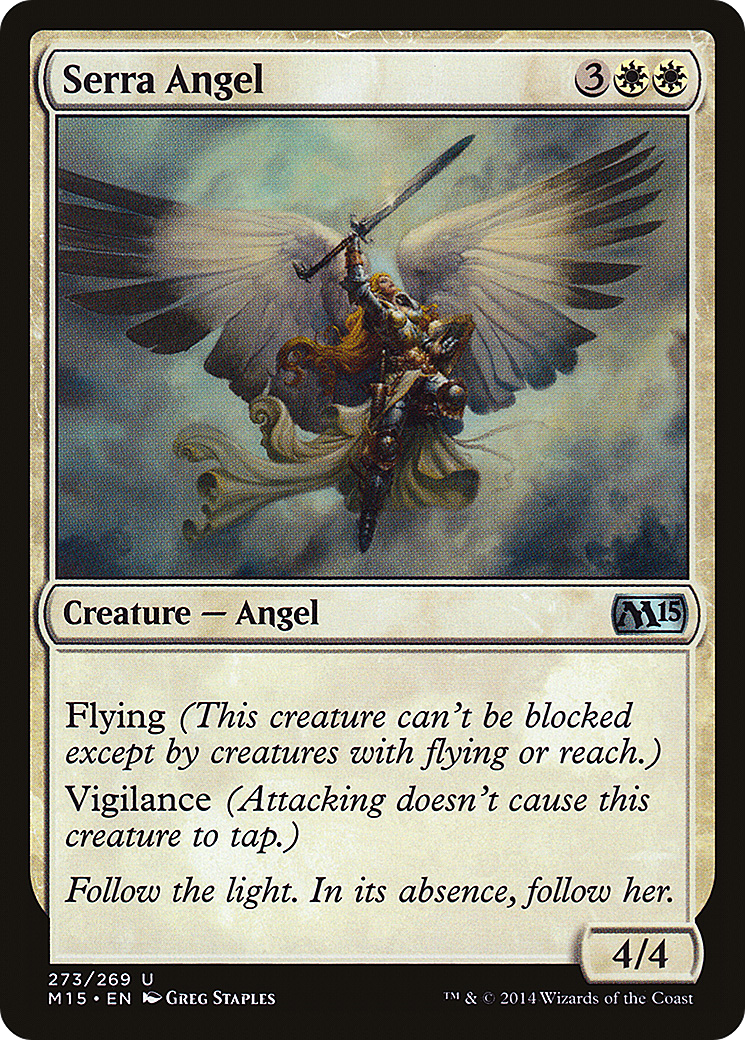 Serra Angel 3
Creature — Angel M15
Flying (This creature can't be blocked
except by creatures with flying or reach.)
Vigilance (Attacking doesn't cause this
creature to tap.)
Follow the light. In its absence, follow her.
4/4
273/269 U
M15 • EN Greg Staples ™ & © 2014 Wizards of the Coast